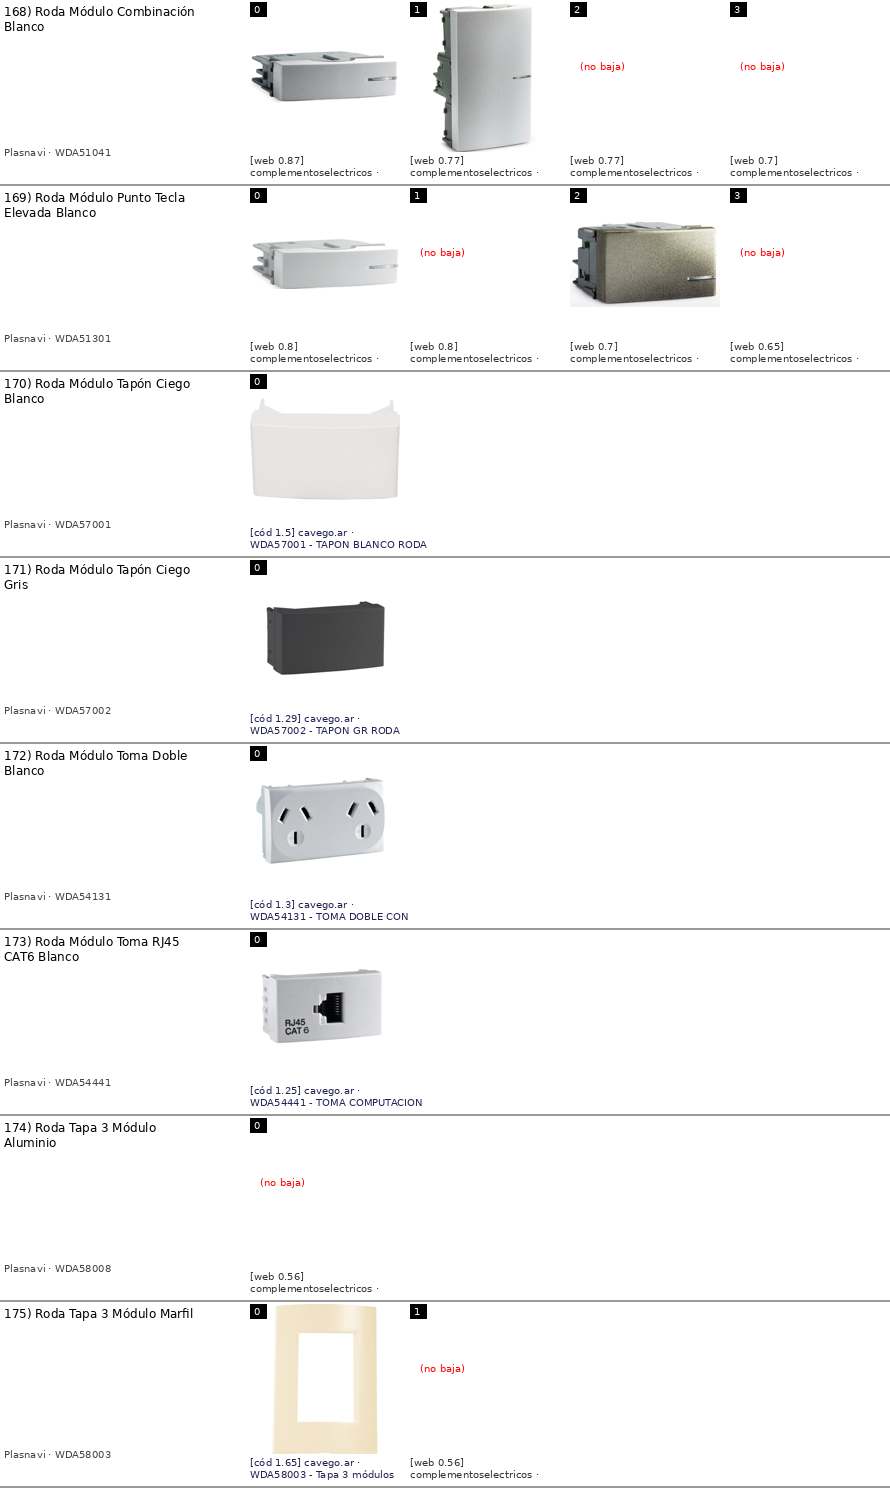 168) Roda Módulo Combinación
Blanco
Plasnavi · WDA51041
0
1
2
3
(no baja)
(no baja)
[web 0.87]
complementoselectricos ·
[web 0.77]
complementoselectricos ·
[web 0.77]
complementoselectricos ·
[web 0.7]
complementoselectricos ·
169) Roda Módulo Punto Tecla
Elevada Blanco
Plasnavi · WDA51301
0
1
2
3
(no baja)
(no baja)
[web 0.8]
complementoselectricos ·
[web 0.8]
complementoselectricos ·
[web 0.7]
complementoselectricos ·
[web 0.65]
complementoselectricos ·
170) Roda Módulo Tapón Ciego
Blanco
Plasnavi · WDA57001
0
[cód 1.5] cavego.ar ·
WDA57001 - TAPON BLANCO RODA
171) Roda Módulo Tapón Ciego
Gris
Plasnavi · WDA57002
0
[cód 1.29] cavego.ar ·
WDA57002 - TAPON GR RODA
172) Roda Módulo Toma Doble
Blanco
Plasnavi · WDA54131
0
[cód 1.3] cavego.ar ·
WDA54131 - TOMA DOBLE CON
173) Roda Módulo Toma RJ45
CAT6 Blanco
Plasnavi · WDA54441
0
RJ45
CAT 6
[cód 1.25] cavego.ar ·
WDA54441 - TOMA COMPUTACION
174) Roda Tapa 3 Módulo
Aluminio
Plasnavi · WDA58008
0
(no baja)
[web 0.56]
complementoselectricos ·
175) Roda Tapa 3 Módulo Marfil
Plasnavi · WDA58003
0
1
(no baja)
[cód 1.65] cavego.ar ·
WDA58003 - Tapa 3 módulos
[web 0.56]
complementoselectricos ·